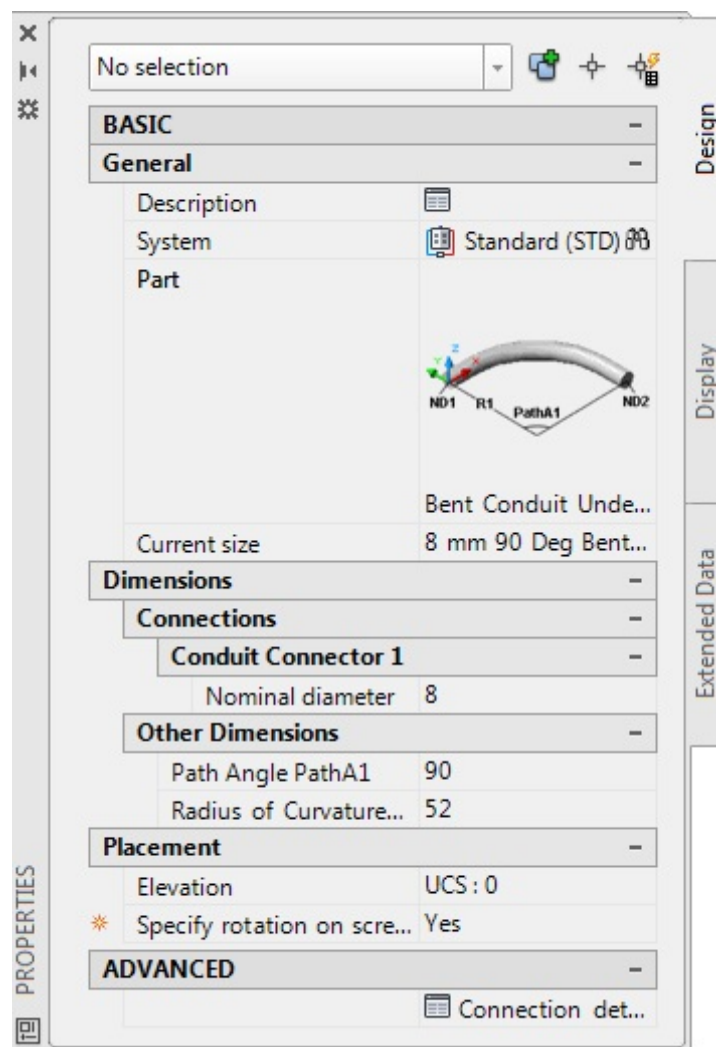 No selection
BASIC
General
Description
System Standard (STD)
Part
Z
Y X
ND1 R1 PathA1 ND2
Bent Conduit Unde...
Current size 8 mm 90 Deg Bent...
Dimensions
Connections
Conduit Connector 1
Nominal diameter 8
Other Dimensions
Path Angle PathA1 90
Radius of Curvature... 52
Placement
Elevation UCS : 0
Specify rotation on scre... Yes
ADVANCED
Connection det...
PROPERTIES
Design
Display
Extended Data